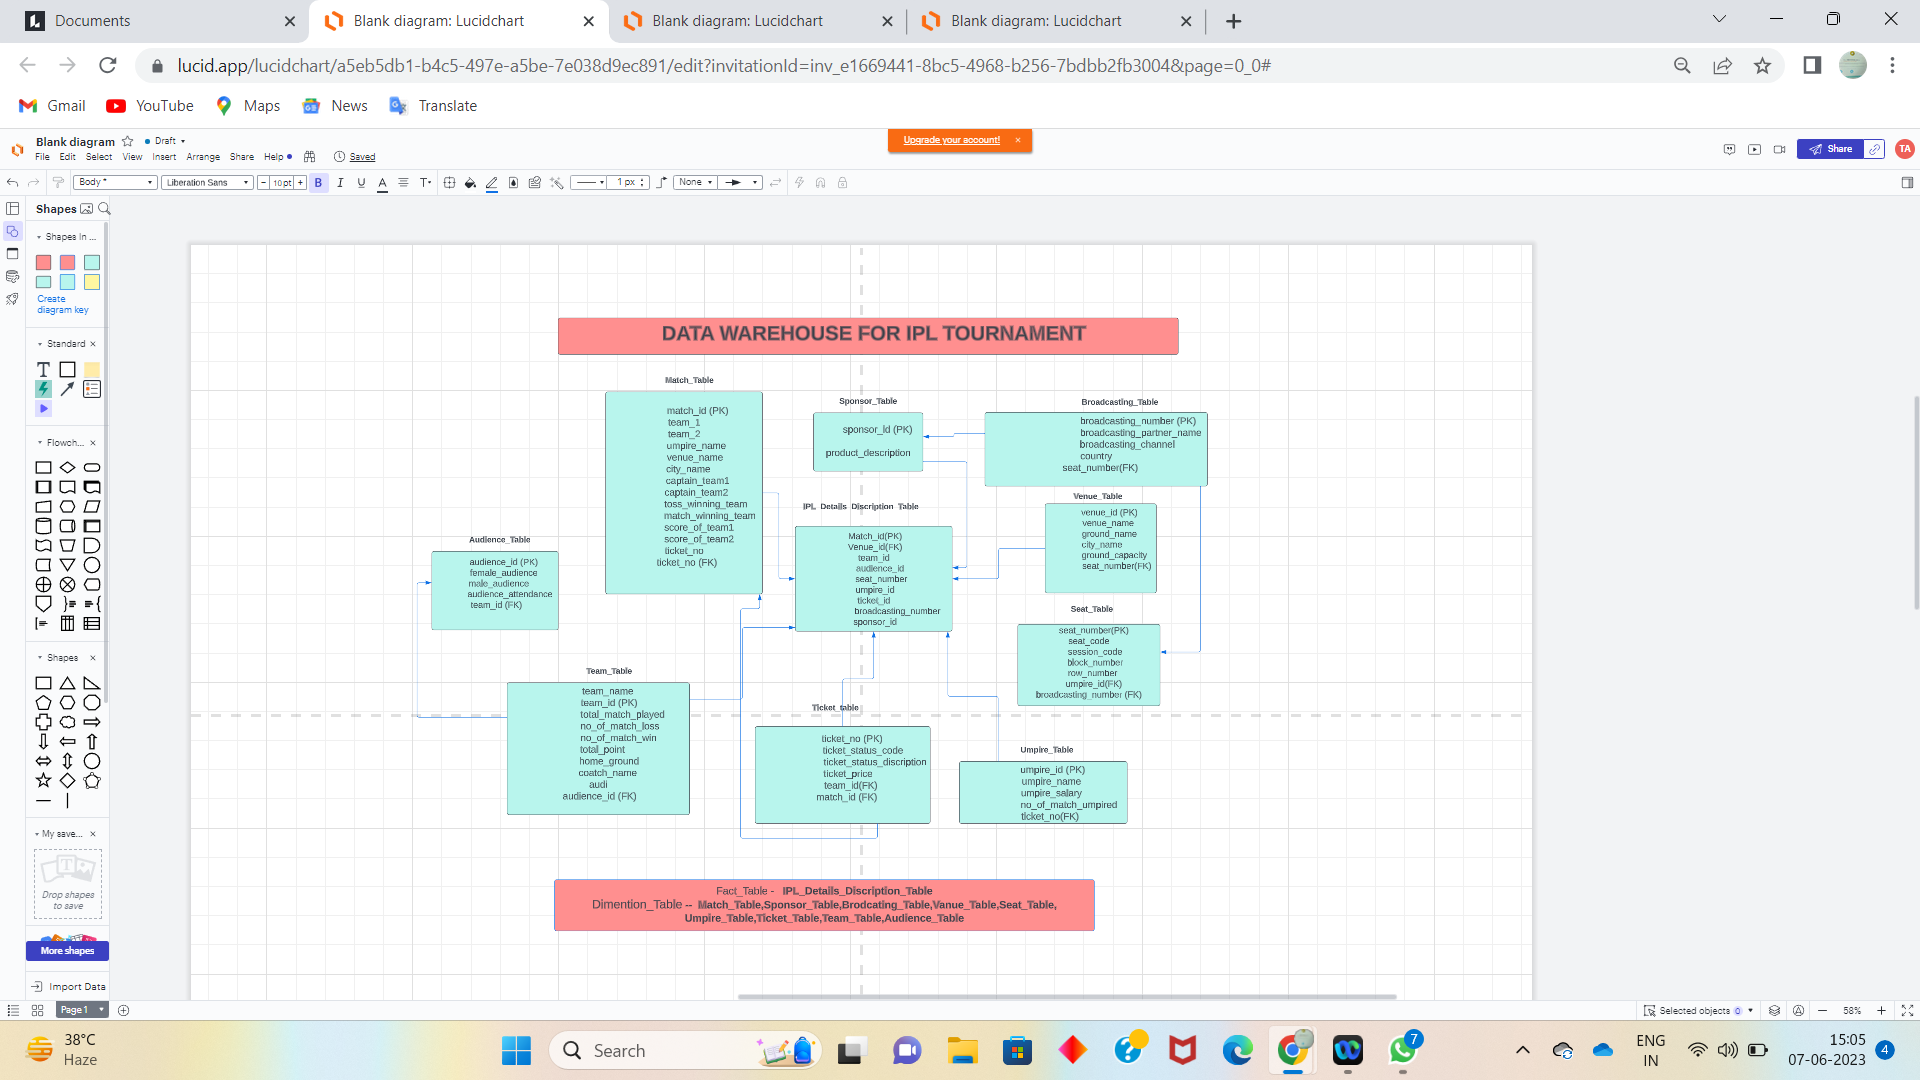 Documents
Blank diagram: Lucidchart
Blank diagram: Lucidchart
Blank diagram: Lucidchart
lucid.app/lucidchart/a5eb5db1-b4c5-497e-a5be-7e038d9ec891/edit?invitationId=inv_e1669441-8bc5-4968-b256-7bdbb2fb3004&page=0_0#
Gmail
YouTube
Maps
News
Translate
Blank diagram
Draft
Upgrade your account!
File Edit Select View Insert Arrange Share Help
Saved
Share
TA
Body *
Liberation Sans
10 pt
B I U A
1 px
None
Shapes
Shapes In ...
Create
diagram key
Standard
Flowch...
Shapes
My save...
Drop shapes
to save
More shapes
Import Data
DATA WAREHOUSE FOR IPL TOURNAMENT
Match_Table
match_id (PK)
team_1
team_2
umpire_name
venue_name
city_name
captain_team1
captain_team2
toss_winning_team
match_winning_team
score_of_team1
score_of_team2
ticket_no
ticket_no (FK)
Sponsor_Table
sponsor_id (PK)
product_description
Broadcasting_Table
broadcasting_number (PK)
broadcasting_partner_name
broadcasting_channel
country
seat_number(FK)
IPL_Details_Discription_Table
Match_id(PK)
Venue_id(FK)
team_id
audience_id
seat_number
umpire_id
ticket_id
broadcasting_number
sponsor_id
Venue_Table
venue_id (PK)
venue_name
ground_name
city_name
ground_capacity
seat_number(FK)
Audience_Table
audience_id (PK)
female_audience
male_audience
audience_attendance
team_id (FK)
Seat_Table
seat_number(PK)
seat_code
session_code
block_number
row_number
umpire_id(FK)
broadcasting_number (FK)
Team_Table
team_name
team_id (PK)
total_match_played
no_of_match_loss
no_of_match_win
total_point
home_ground
coatch_name
audi
audience_id (FK)
Ticket_table
ticket_no (PK)
ticket_status_code
ticket_status_discription
ticket_price
team_id(FK)
match_id (FK)
Umpire_Table
umpire_id (PK)
umpire_name
umpire_salary
no_of_match_umpired
ticket_no(FK)
Fact_Table - IPL_Details_Discription_Table
Dimention_Table -- Match_Table,Sponsor_Table,Brodcating_Table,Vanue_Table,Seat_Table,
Umpire_Table,Ticket_Table,Team_Table,Audience_Table
Page 1
Selected objects 0
58%
38°C
Haze
Search
7
ENG
IN
15:05
07-06-2023
4